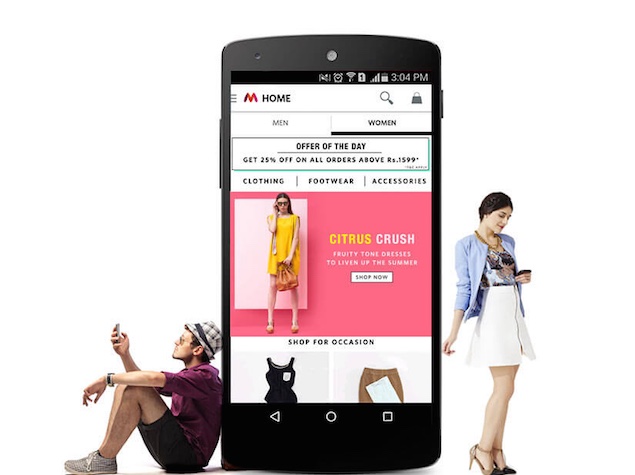 3:04 PM
HOME
MEN WOMEN
OFFER OF THE DAY
GET 25% OFF ON ALL ORDERS ABOVE Rs.1599*
CLOTHING | FOOTWEAR | ACCESSORIES
CITRUS CRUSH
FRUITY TONE DRESSES
TO LIVEN UP THE SUMMER
SHOP NOW
SHOP FOR OCCASION